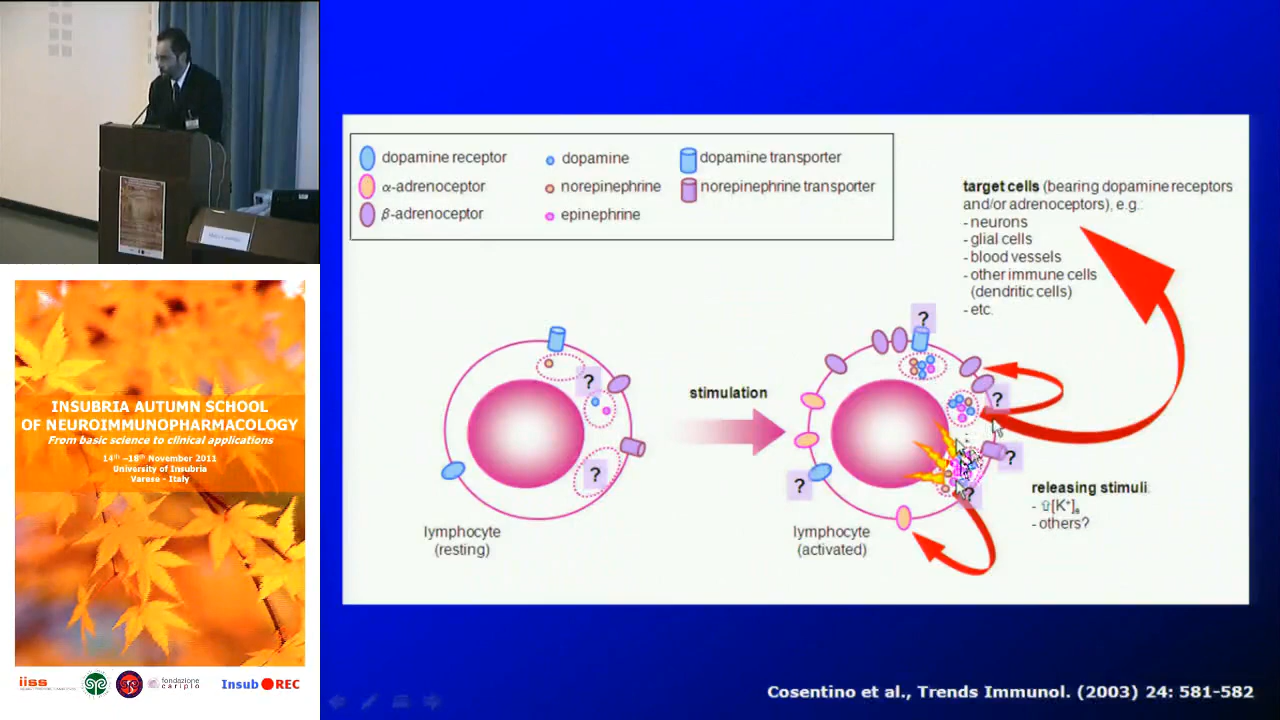 dopamine receptor
α-adrenoceptor
β-adrenoceptor
dopamine
norepinephrine
epinephrine
dopamine transporter
norepinephrine transporter
target cells (bearing dopamine receptors
and/or adrenoceptors), e.g.:
- neurons
- glial cells
- blood vessels
- other immune cells
(dendritic cells)
- etc.
?
?
lymphocyte
(resting)
stimulation
?
?
?
?
?
lymphocyte
(activated)
releasing stimuli:
- ⇧[K⁺]
- others?
Cosentino et al., Trends Immunol. (2003) 24: 581-582
INSUBRIA AUTUMN SCHOOL
OF NEUROIMMUNOPHARMACOLOGY
From basic science to clinical applications
14th -18th November 2011
University of Insubria
Varese - Italy
iiss
fondazione
cariplo
Insub REC